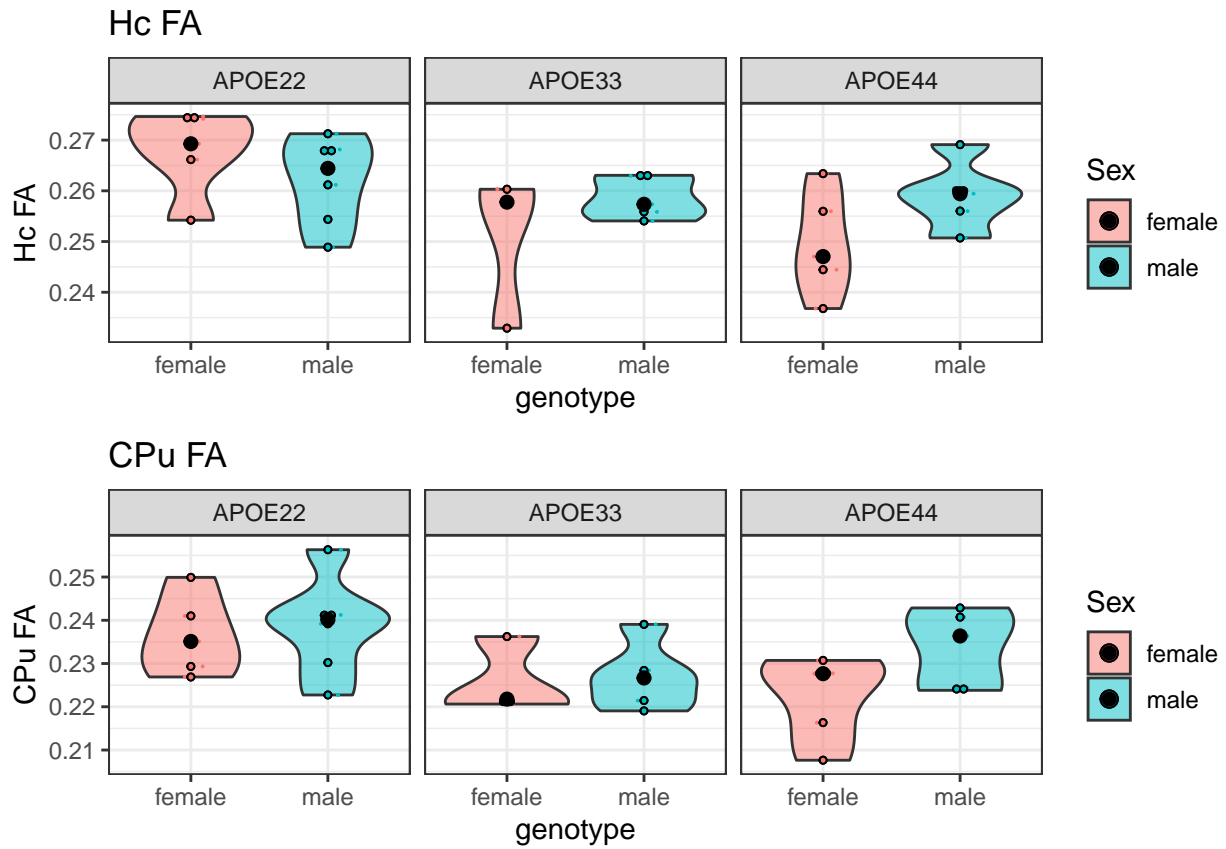 Hc FA
APOE22 APOE33 APOE44
Hc FA
0.27
0.26
0.25
0.24
female male female male female male
genotype
Sex
female
male
CPu FA
APOE22 APOE33 APOE44
CPu FA
0.25
0.24
0.23
0.22
0.21
female male female male female male
genotype
Sex
female
male